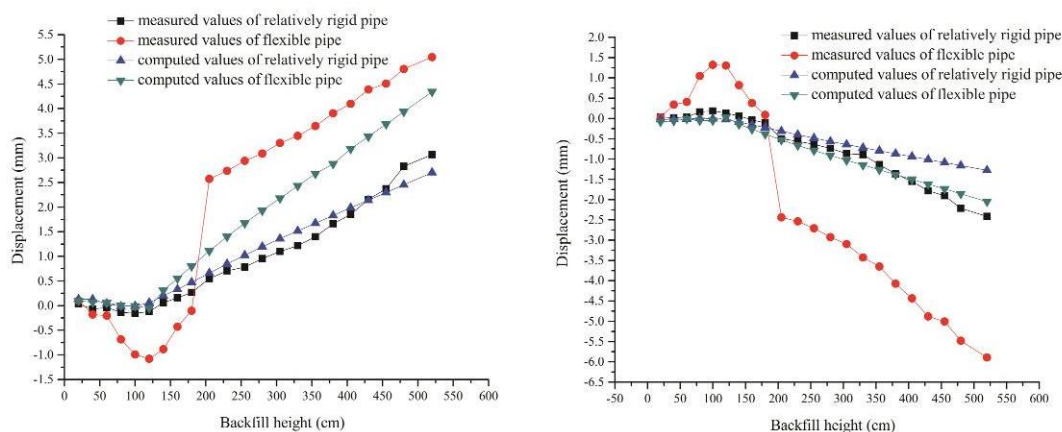 measured values of relatively rigid pipe
measured values of flexible pipe
computed values of relatively rigid pipe
computed values of flexible pipe
5.5
5.0
4.5
4.0
3.5
3.0
2.5
2.0
1.5
1.0
0.5
0.0
-0.5
-1.0
-1.5
Displacement (mm)
0 50 100 150 200 250 300 350 400 450 500 550 600
Backfill height (cm)
measured values of relatively rigid pipe
measured values of flexible pipe
computed values of relatively rigid pipe
computed values of flexible pipe
2.0
1.5
1.0
0.5
0.0
-0.5
-1.0
-1.5
-2.0
-2.5
-3.0
-3.5
-4.0
-4.5
-5.0
-5.5
-6.0
-6.5
Displacement (mm)
-50 0 50 100 150 200 250 300 350 400 450 500 550 600
Backfill height (cm)